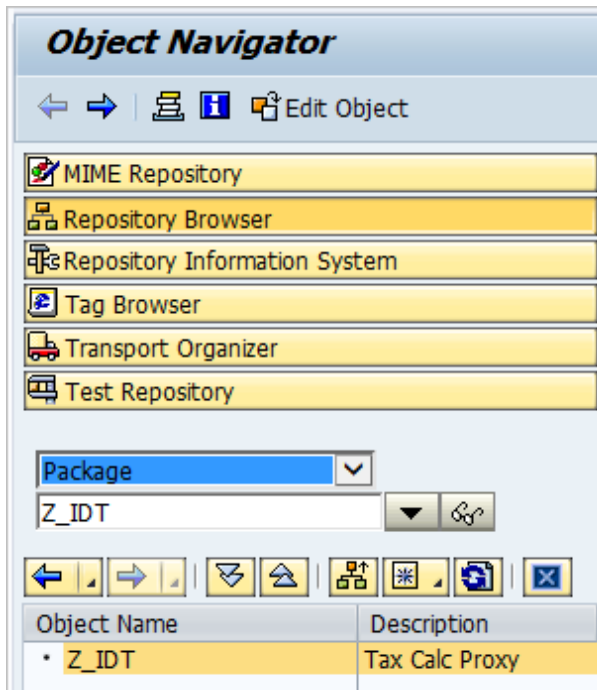 Object Navigator
Edit Object
MIME Repository
Repository Browser
Repository Information System
Tag Browser
Transport Organizer
Test Repository
Package
Z_IDT
Object Name Description
Z_IDT Tax Calc Proxy